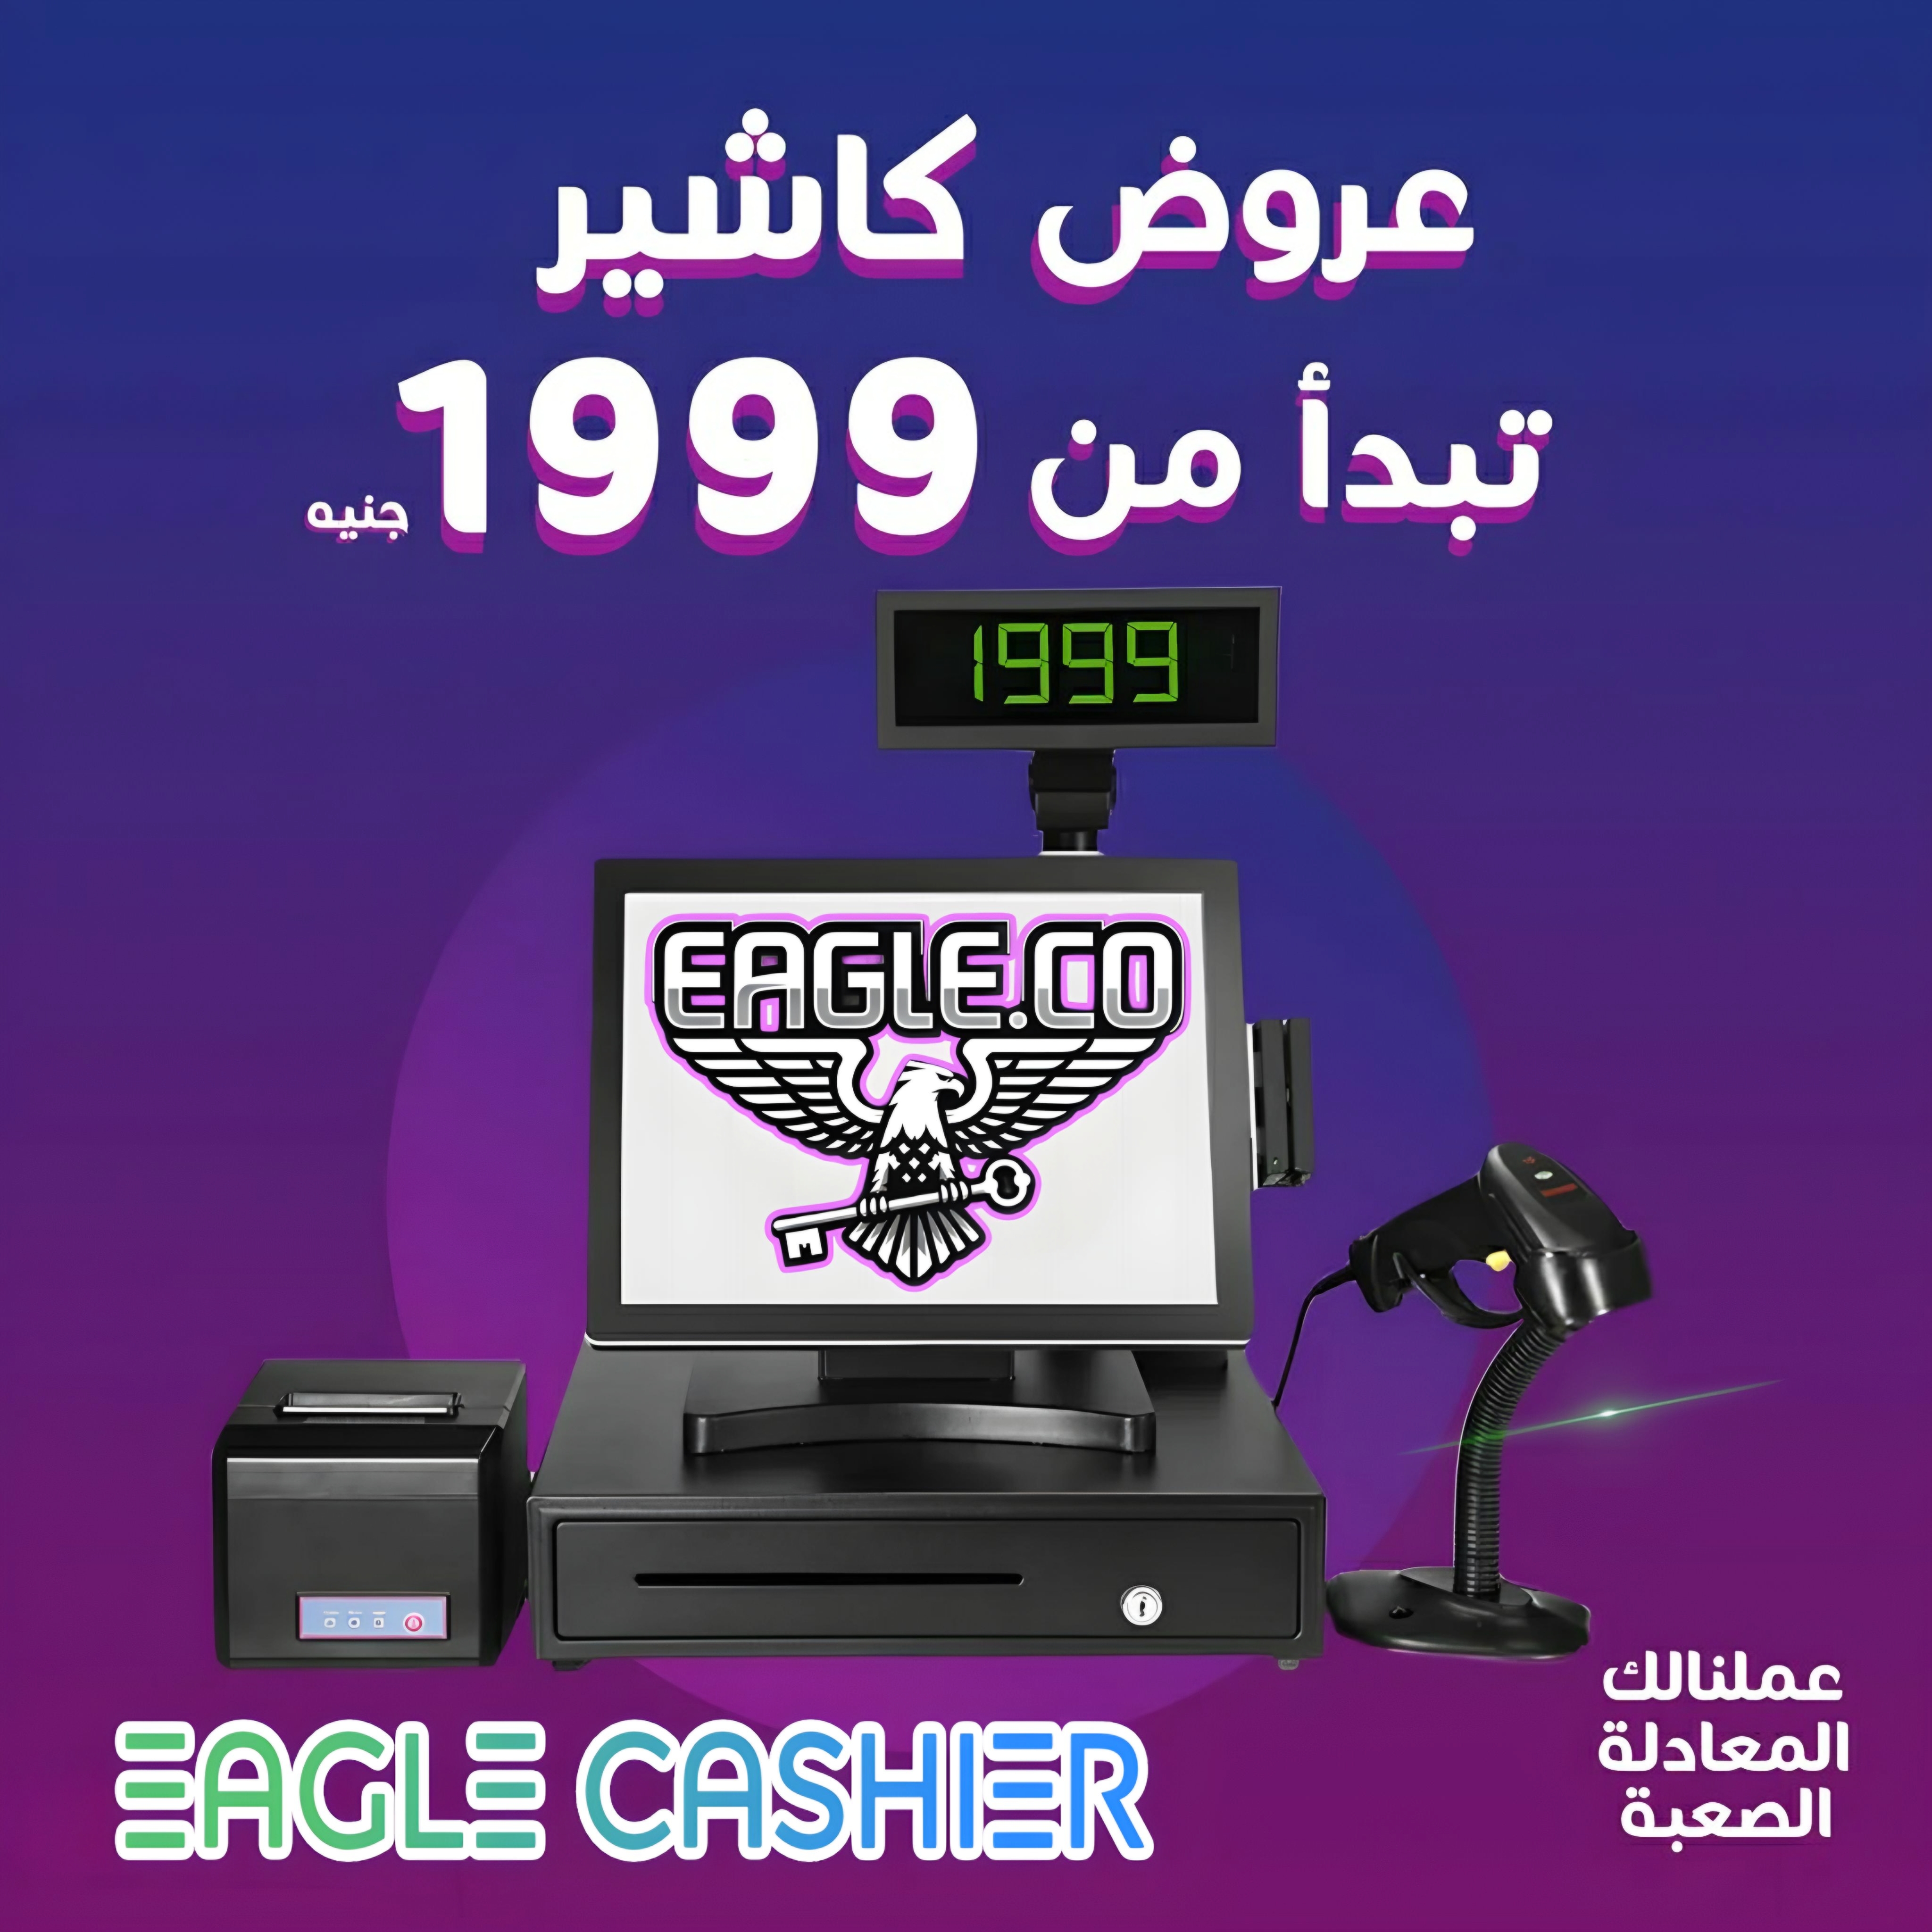 عروض كاشير
تبدأ من 1999 جنيه
1999
EAGLE.CO
EAGLE CASHIER
عملنالك
المعادلة
الصعبة